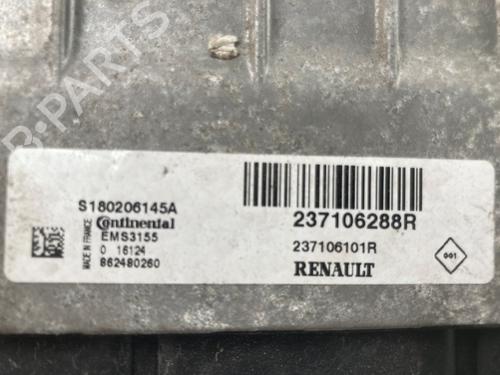 B-PARTS
S180206145A
Continental
EMS3155
0 16124
862480260
MADE IN FRANCE
237106288R
237106101R
RENAULT
001